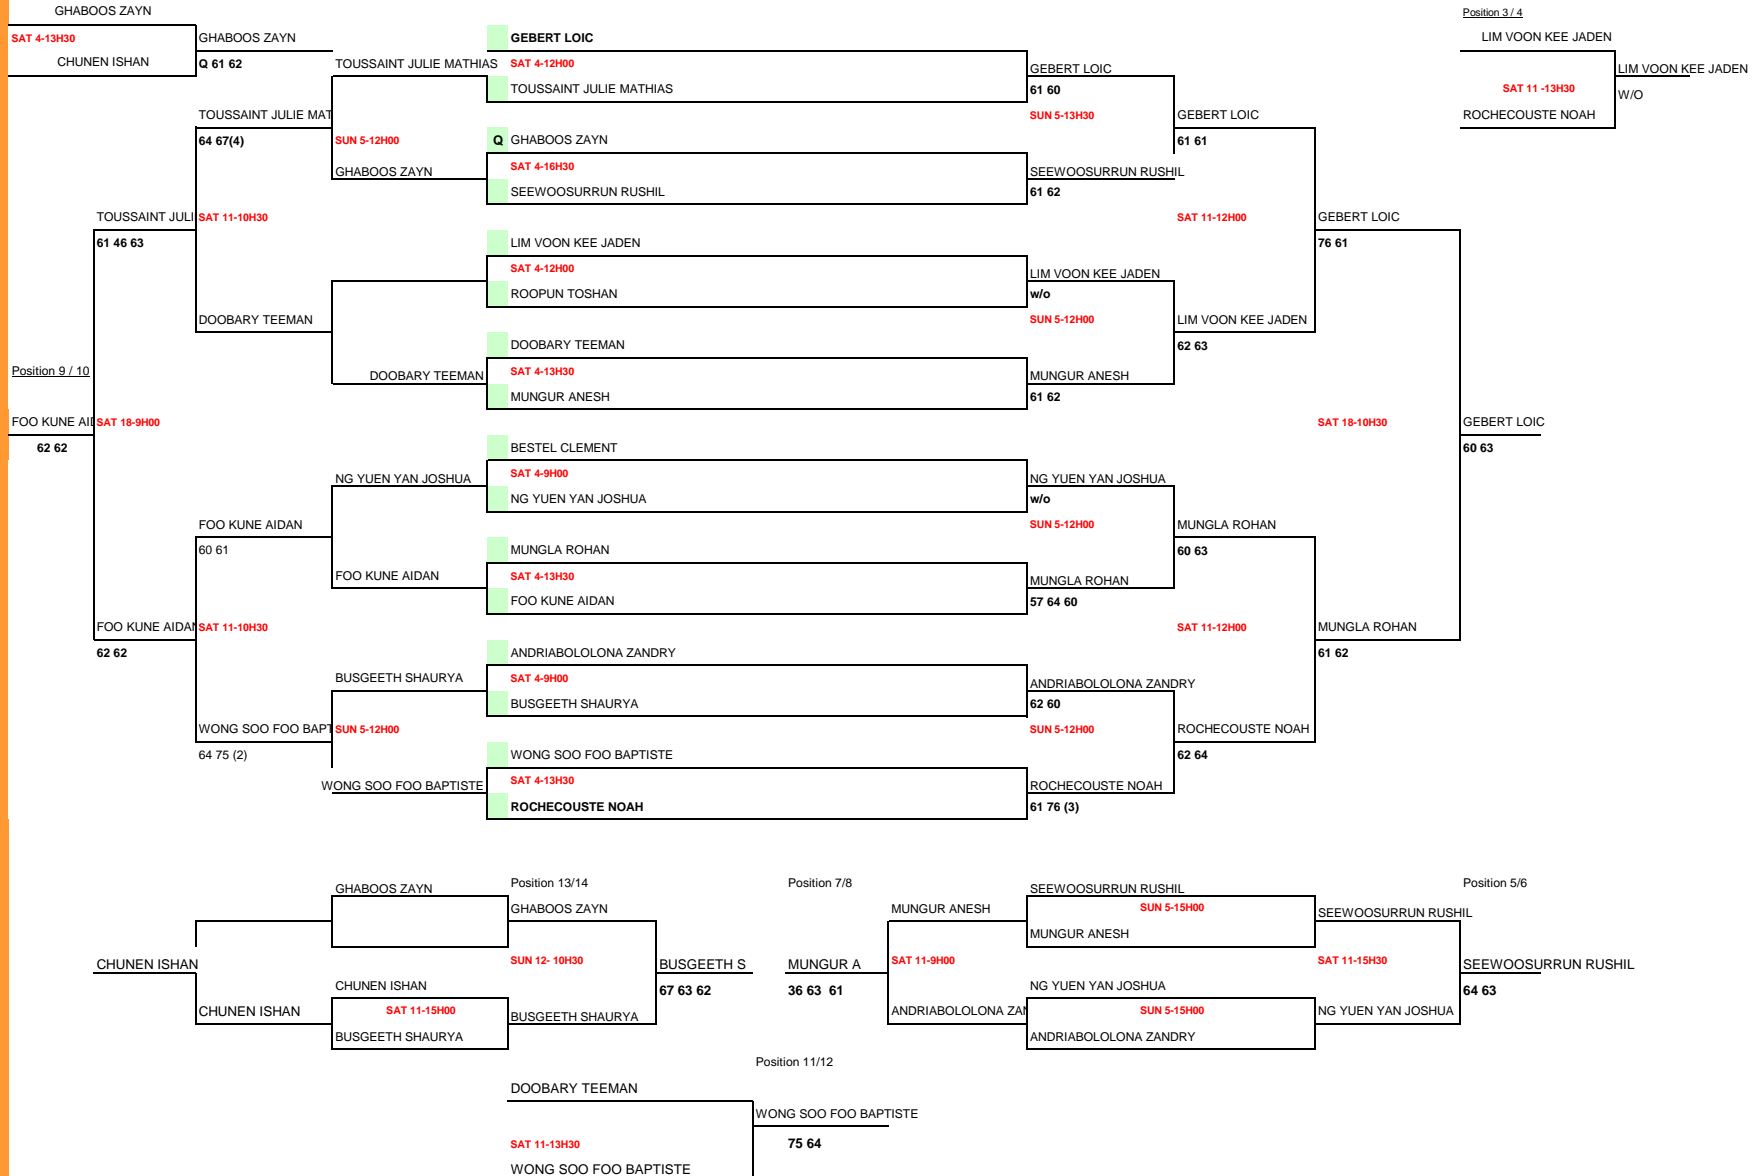 GHABOOS ZAYN
Position 3 / 4
SAT 4-13H30
GHABOOS ZAYN
GEBERT LOIC
LIM VOON KEE JADEN
CHUNEN ISHAN
Q 61 62
TOUSSAINT JULIE MATHIAS
SAT 4-12H00
GEBERT LOIC
LIM VOON KEE JADEN
TOUSSAINT JULIE MATHIAS
61 60
SAT 11 -13H30
W/O
TOUSSAINT JULIE MAT
SUN 5-13H30
GEBERT LOIC
ROCHECOUSTE NOAH
64 67(4)
SUN 5-12H00
Q GHABOOS ZAYN
61 61
GHABOOS ZAYN
SAT 4-16H30
SEEWOOSURRUN RUSHIL
SEEWOOSURRUN RUSHIL
61 62
TOUSSAINT JULI
SAT 11-10H30
SAT 11-12H00
GEBERT LOIC
61 46 63
LIM VOON KEE JADEN
76 61
SAT 4-12H00
LIM VOON KEE JADEN
ROOPUN TOSHAN
w/o
DOOBARY TEEMAN
SUN 5-12H00
LIM VOON KEE JADEN
DOOBARY TEEMAN
62 63
Position 9 / 10
DOOBARY TEEMAN
SAT 4-13H30
MUNGUR ANESH
MUNGUR ANESH
61 62
FOO KUNE AI
SAT 18-9H00
SAT 18-10H30
GEBERT LOIC
62 62
BESTEL CLEMENT
60 63
NG YUEN YAN JOSHUA
SAT 4-9H00
NG YUEN YAN JOSHUA
NG YUEN YAN JOSHUA
w/o
FOO KUNE AIDAN
SUN 5-12H00
MUNGLA ROHAN
60 61
MUNGLA ROHAN
60 63
FOO KUNE AIDAN
SAT 4-13H30
MUNGLA ROHAN
FOO KUNE AIDAN
57 64 60
FOO KUNE AIDAN
SAT 11-10H30
SAT 11-12H00
MUNGLA ROHAN
62 62
ANDRIABOLOLONA ZANDRY
61 62
BUSGEETH SHAURYA
SAT 4-9H00
ANDRIABOLOLONA ZANDRY
BUSGEETH SHAURYA
62 60
WONG SOO FOO BAPT
SUN 5-12H00
SUN 5-12H00
ROCHECOUSTE NOAH
64 75 (2)
WONG SOO FOO BAPTISTE
62 64
WONG SOO FOO BAPTISTE
SAT 4-13H30
ROCHECOUSTE NOAH
ROCHECOUSTE NOAH
61 76 (3)
GHABOOS ZAYN
Position 13/14
Position 7/8
SEEWOOSURRUN RUSHIL
Position 5/6
GHABOOS ZAYN
MUNGUR ANESH
SUN 5-15H00
SEEWOOSURRUN RUSHIL
MUNGUR ANESH
CHUNEN ISHAN
SUN 12- 10H30
BUSGEETH S
MUNGUR A
SAT 11-9H00
SAT 11-15H30
SEEWOOSURRUN RUSHIL
CHUNEN ISHAN
67 63 62
36 63 61
NG YUEN YAN JOSHUA
64 63
CHUNEN ISHAN
SAT 11-15H00
BUSGEETH SHAURYA
ANDRIABOLOLONA ZAN
SUN 5-15H00
NG YUEN YAN JOSHUA
BUSGEETH SHAURYA
ANDRIABOLOLONA ZANDRY
Position 11/12
DOOBARY TEEMAN
WONG SOO FOO BAPTISTE
SAT 11-13H30
75 64
WONG SOO FOO BAPTISTE